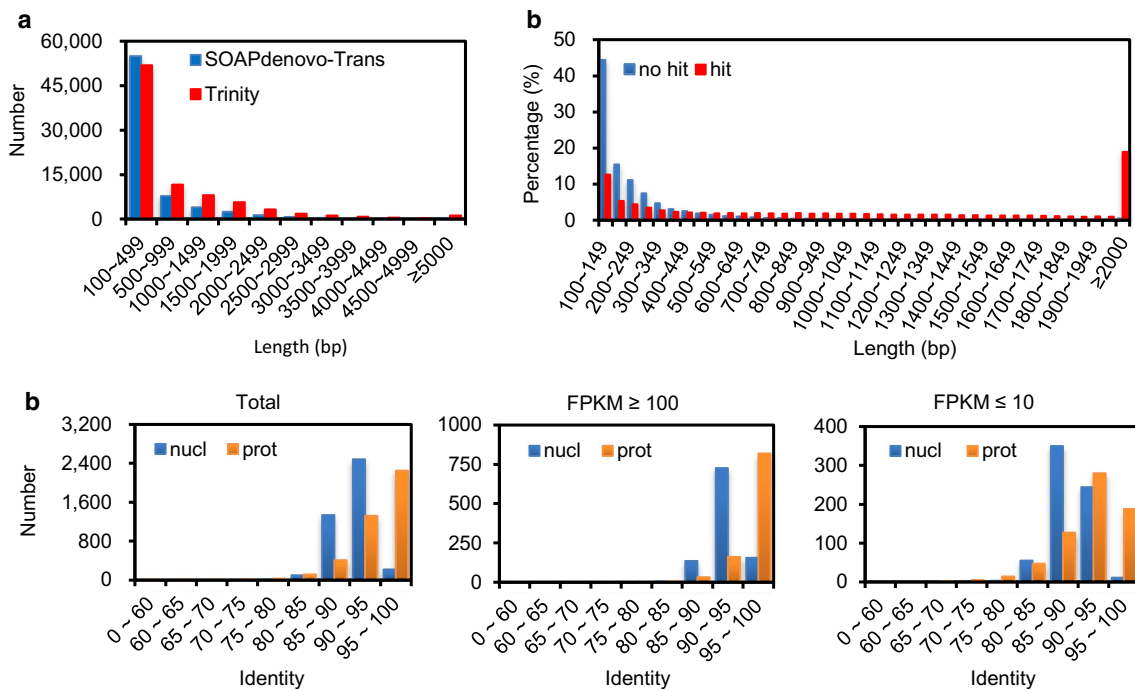 a
60,000
45,000
30,000
15,000
0
Number
SOAPdenovo-Trans
Trinity
100~499
500~999
1000~1499
1500~1999
2000~2499
2500~2999
3000~3499
3500~3999
4000~4499
4500~4999
≥5000
Length (bp)
b
50
40
30
20
10
0
Percentage (%)
no hit
hit
100~149
200~249
300~349
400~449
500~549
600~649
700~749
800~849
900~949
1000~1049
1100~1149
1200~1249
1300~1349
1400~1449
1500~1549
1600~1649
1700~1749
1800~1849
1900~1949
≥2000
Length (bp)
b
Total
3,200
2,400
1,600
800
0
Number
nucl
prot
0 ~ 60
60 ~ 65
65 ~ 70
70 ~ 75
75 ~ 80
80 ~ 85
85 ~ 90
90 ~ 95
95 ~ 100
Identity
FPKM ≥ 100
1000
750
500
250
0
nucl
prot
0 ~ 60
60 ~ 65
65 ~ 70
70 ~ 75
75 ~ 80
80 ~ 85
85 ~ 90
90 ~ 95
95 ~ 100
Identity
FPKM ≤ 10
400
300
200
100
0
nucl
prot
0 ~ 60
60 ~ 65
65 ~ 70
70 ~ 75
75 ~ 80
80 ~ 85
85 ~ 90
90 ~ 95
95 ~ 100
Identity